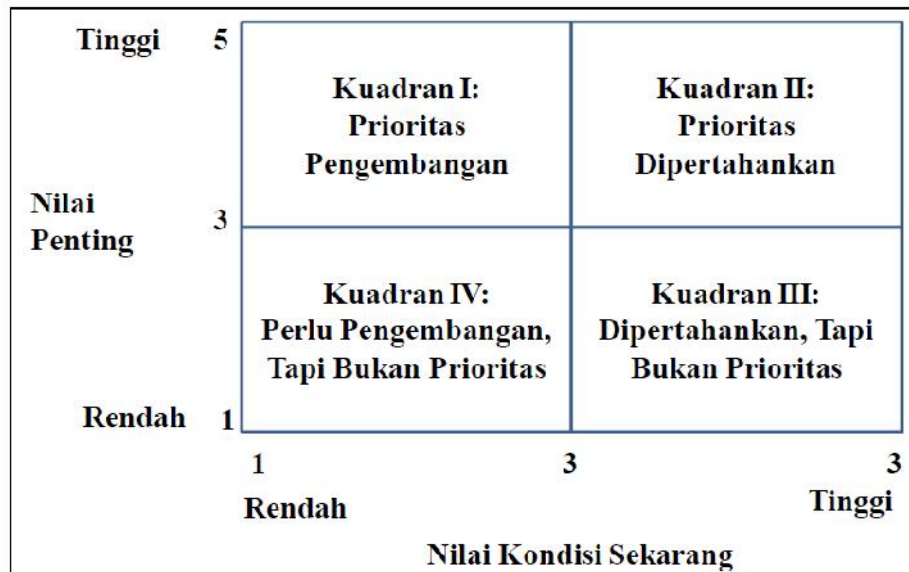 Tinggi 5
Kuadran I:
Prioritas
Pengembangan
Kuadran II:
Prioritas
Dipertahankan
Nilai
Penting
3
Kuadran IV:
Perlu Pengembangan,
Tapi Bukan Prioritas
Kuadran III:
Dipertahankan, Tapi
Bukan Prioritas
Rendah 1
1 3 3
Rendah Tinggi
Nilai Kondisi Sekarang